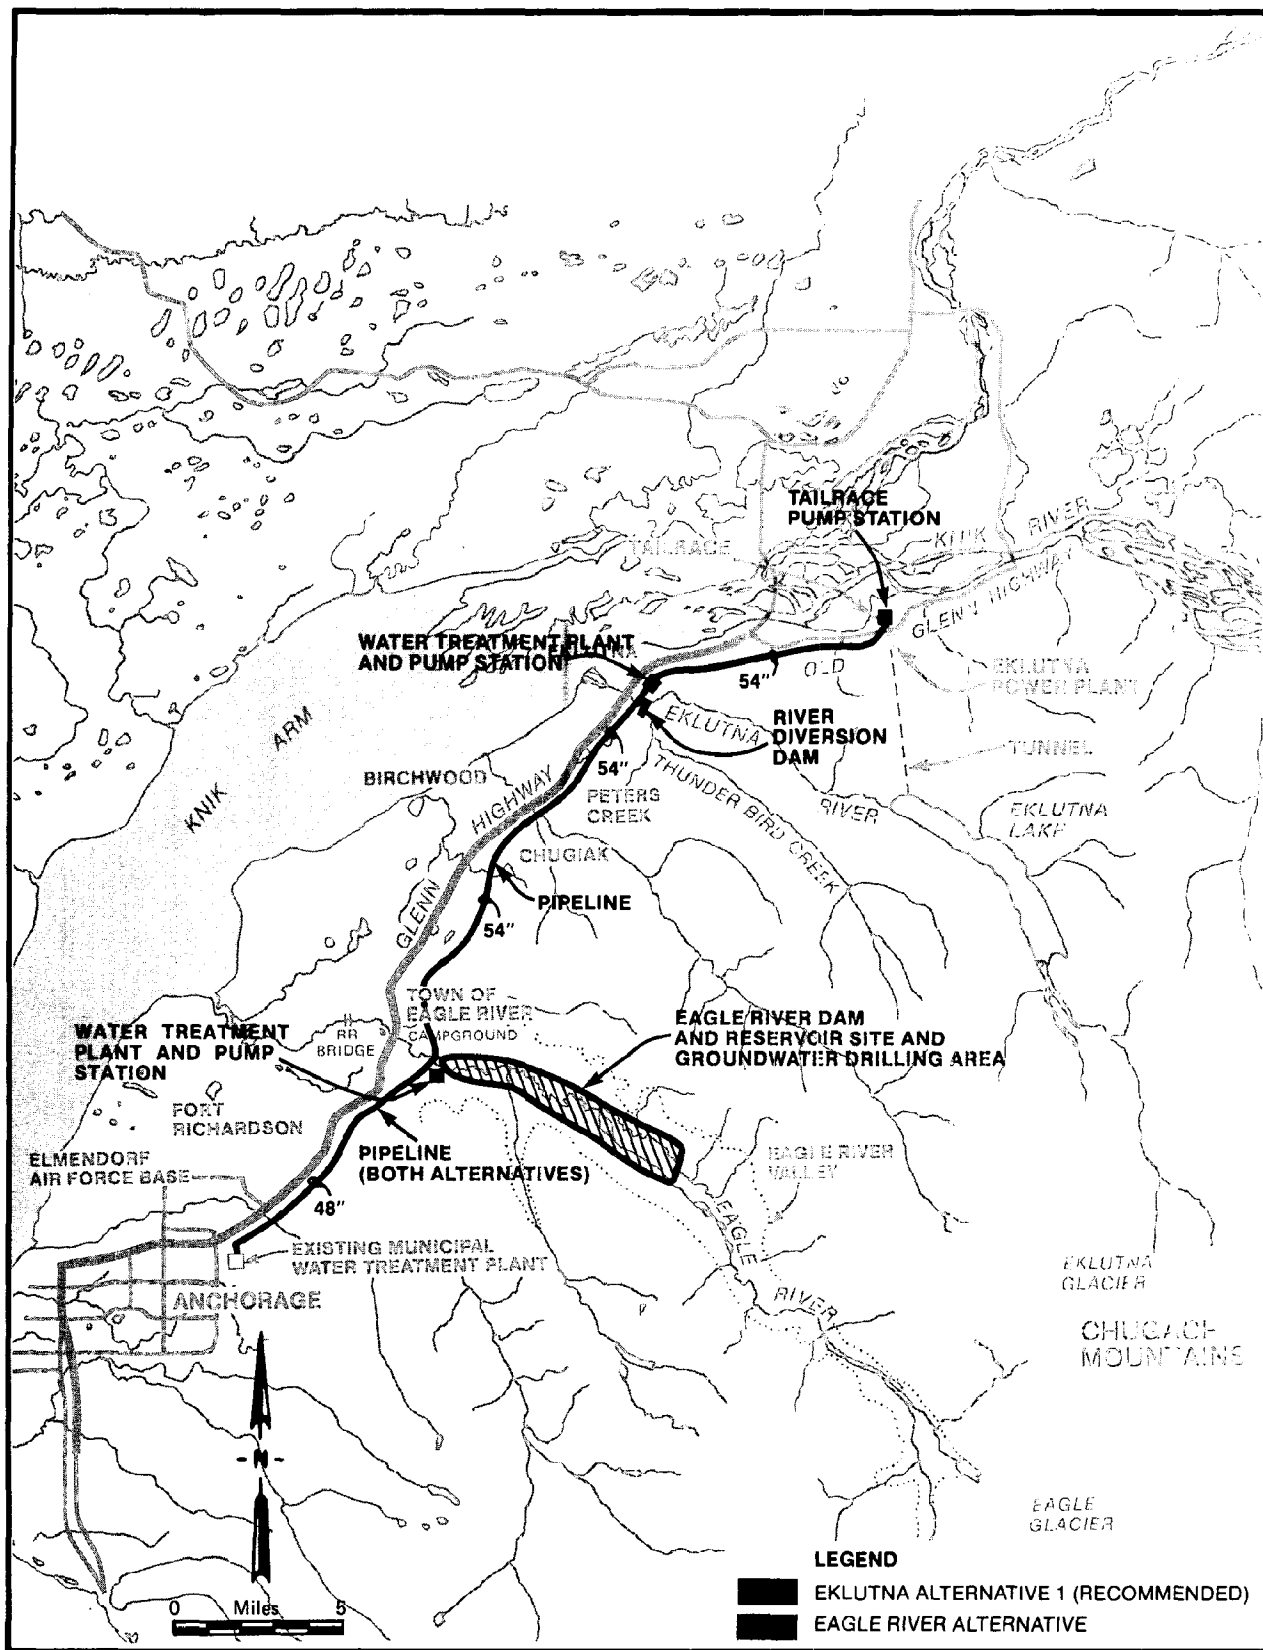 TAILRACE
PUMP STATION
KNIK RIVER
TAILRACE
GLENN HIGHWAY
WATER TREATMENT PLANT
AND PUMP STATION
EKLUTNA
OLD
54"
EKLUTNA
POWER PLANT
EKLUTNA
RIVER
RIVER
DIVERSION
DAM
TUNNEL
KNIK ARM
BIRCHWOOD
54"
THUNDER BIRD CREEK
PETERS
CREEK
EKLUTNA
LAKE
GLENN HIGHWAY
CHUGIAK
PIPELINE
54"
TOWN OF
EAGLE RIVER
CAMPGROUND
RR
BRIDGE
EAGLE RIVER DAM
AND RESERVOIR SITE AND
GROUNDWATER DRILLING AREA
WATER TREATMENT
PLANT AND PUMP
STATION
FORT
RICHARDSON
PIPELINE
(BOTH ALTERNATIVES)
EAGLE RIVER
VALLEY
ELMENDORF
AIR FORCE BASE
48"
EAGLE RIVER
EXISTING MUNICIPAL
WATER TREATMENT PLANT
ANCHORAGE
EKLUTNA
GLACIER
CHUGACH
MOUNTAINS
N
EAGLE
GLACIER
LEGEND
EKLUTNA ALTERNATIVE 1 (RECOMMENDED)
EAGLE RIVER ALTERNATIVE
0 Miles 5